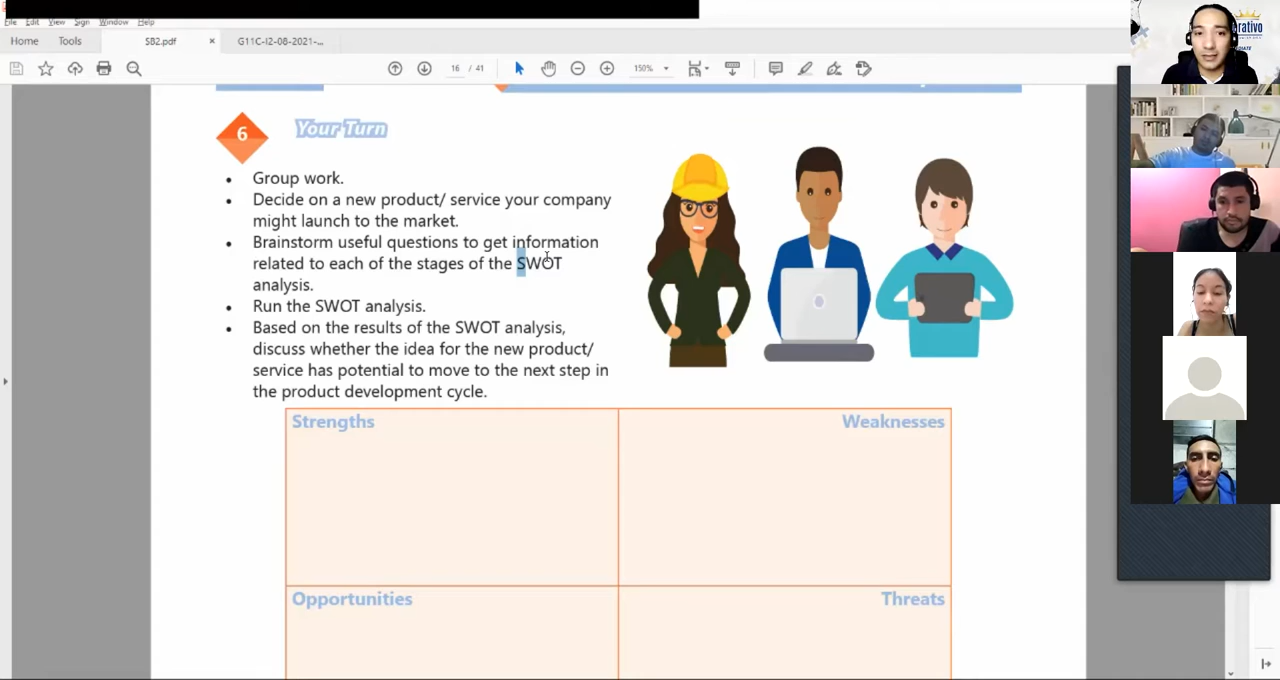 File Edit View Sign Window Help
Home Tools SB2.pdf × G11C-I2-08-2021-...
16 / 41 150%
erativo
6 Your Turn
• Group work.
• Decide on a new product/ service your company
might launch to the market.
• Brainstorm useful questions to get information
related to each of the stages of the SWOT
analysis.
• Run the SWOT analysis.
• Based on the results of the SWOT analysis,
discuss whether the idea for the new product/
service has potential to move to the next step in
the product development cycle.
Strengths Weaknesses
Opportunities Threats